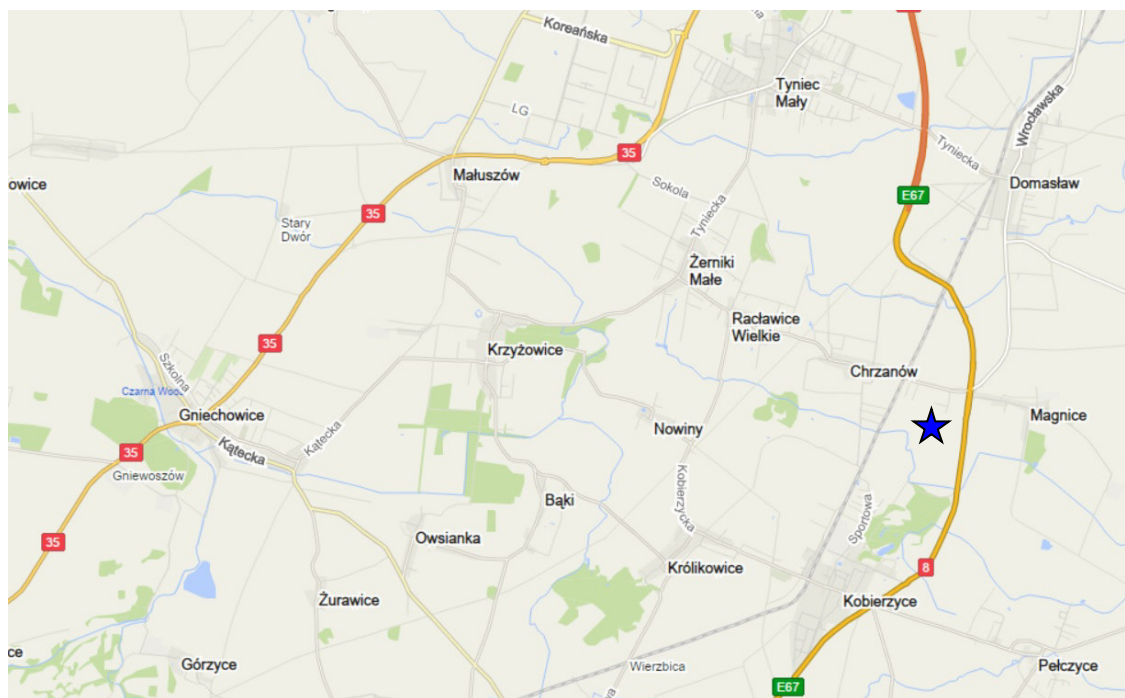 Koreańska
Tyniec
Mały
LG
Wrocławska
35
Tyniecka
Małuszów
owice
Sokola
Domasław
E67
35
Stary
Dwór
Tyniecka
Żerniki
Małe
Racławice
Wielkie
35
Krzyżowice
Szkolna
Chrzanów
Czarna Woda
Gniechowice
Magnice
Nowiny
Kątecka
Kątecka
35
Gniewoszów
Kobierzycka
Bąki
Sportowa
Owsianka
35
Królikowice
8
Żurawice
Kobierzyce
ce
Górzyce
Wierzbica
Pełczyce
E67